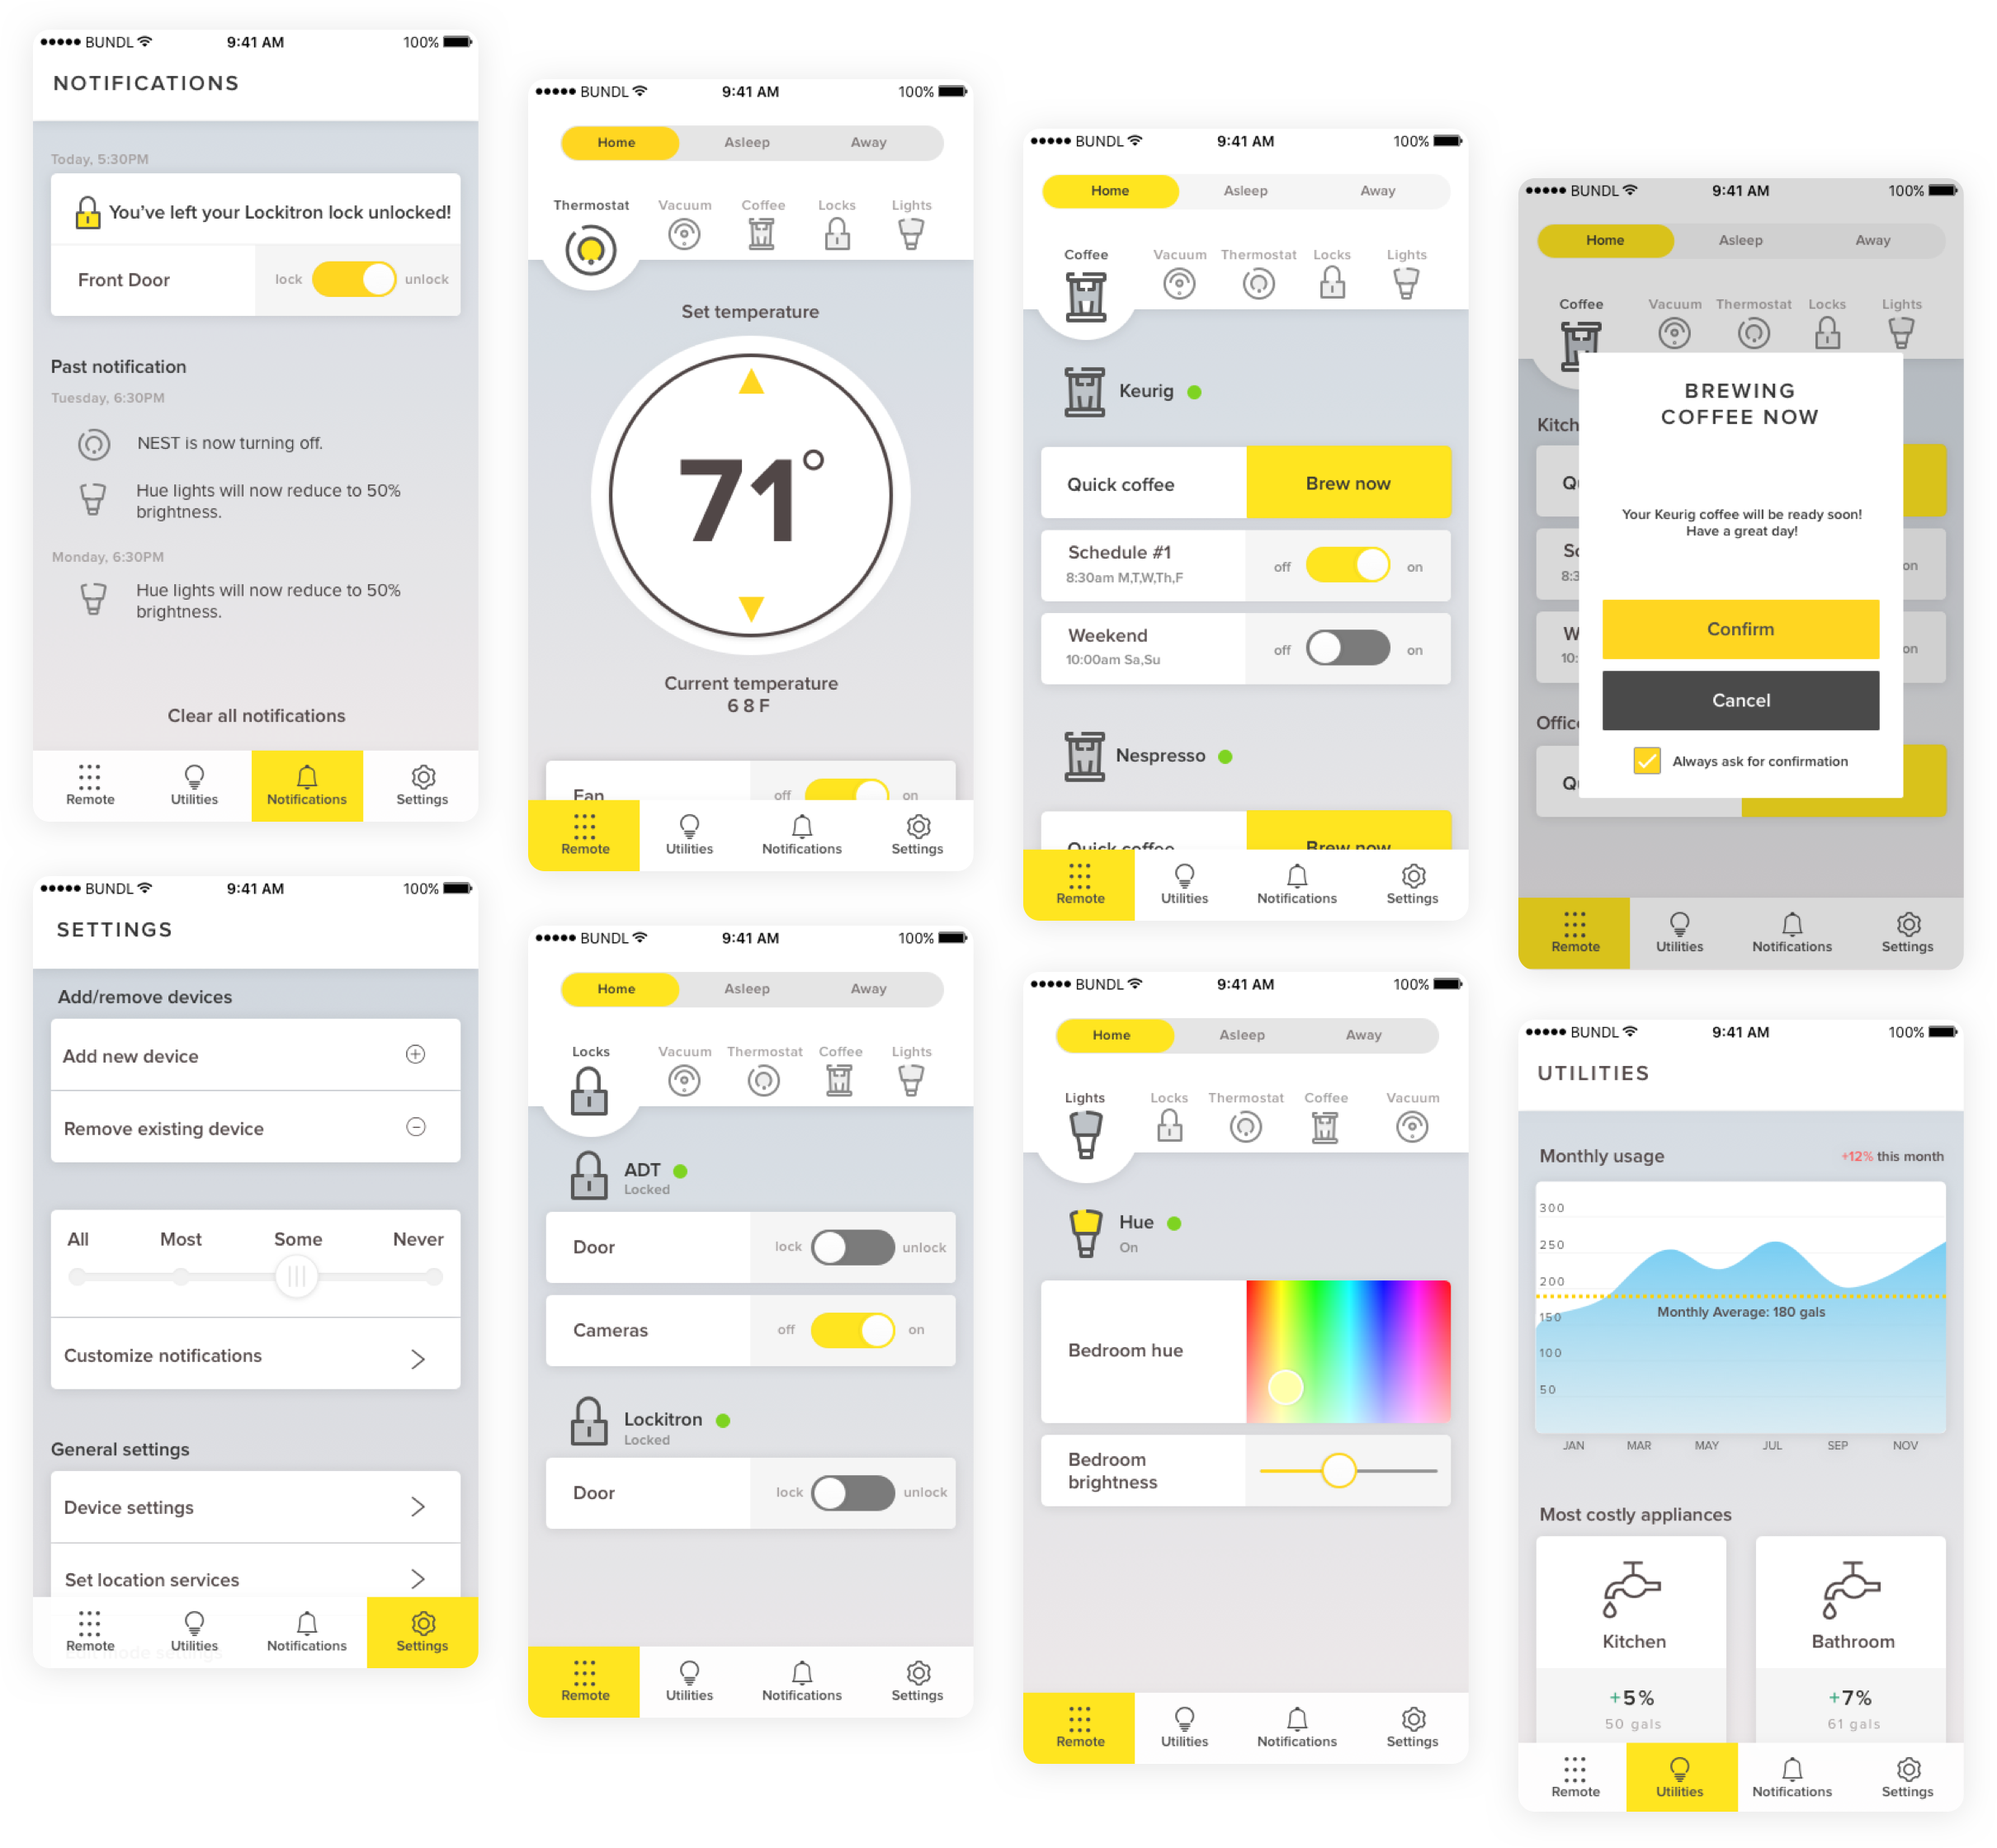 BUNDL 9:41 AM 100%
NOTIFICATIONS
Today, 5:30PM
You've left your Lockitron lock unlocked!
Front Door lock unlock
Past notification
Tuesday, 6:30PM
NEST is now turning off.
Hue lights will now reduce to 50%
brightness.
Monday, 6:30PM
Hue lights will now reduce to 50%
brightness.
Clear all notifications
Remote Utilities Notifications Settings
BUNDL 9:41 AM 100%
Home Asleep Away
Thermostat Vacuum Coffee Locks Lights
Set temperature
71°
Current temperature
68F
Fan off on
Remote Utilities Notifications Settings
BUNDL 9:41 AM 100%
Home Asleep Away
Coffee Vacuum Thermostat Locks Lights
Keurig
Quick coffee Brew now
Schedule #1
8:30am M,T,W,Th,F
off on
Weekend
10:00am Sa,Su
off on
Nespresso
Quick coffee Brew now
Remote Utilities Notifications Settings
BUNDL 9:41 AM 100%
Home Asleep Away
Coffee Vacuum Thermostat Locks Lights
Kitch
BREWING
COFFEE NOW
Your Keurig coffee will be ready soon!
Have a great day!
8:3
on
Confirm
10:
on
Cancel
Offic
Always ask for confirmation
Remote Utilities Notifications Settings
BUNDL 9:41 AM 100%
SETTINGS
Add/remove devices
Add new device
Remove existing device
All Most Some Never
Customize notifications
General settings
Device settings
Set location services
Edit mode settings
Remote Utilities Notifications Settings
BUNDL 9:41 AM 100%
Home Asleep Away
Locks Vacuum Thermostat Coffee Lights
ADT
Locked
Door lock unlock
Cameras off on
Lockitron
Locked
Door lock unlock
Remote Utilities Notifications Settings
BUNDL 9:41 AM 100%
Home Asleep Away
Lights Locks Thermostat Coffee Vacuum
Hue
On
Bedroom hue
Bedroom
brightness
Remote Utilities Notifications Settings
BUNDL 9:41 AM 100%
UTILITIES
Monthly usage +12% this month
300
250
200
Monthly Average: 180 gals
150
100
50
JAN MAR MAY JUL SEP NOV
Most costly appliances
Kitchen Bathroom
+5% +7%
50 gals 61 gals
Remote Utilities Notifications Settings